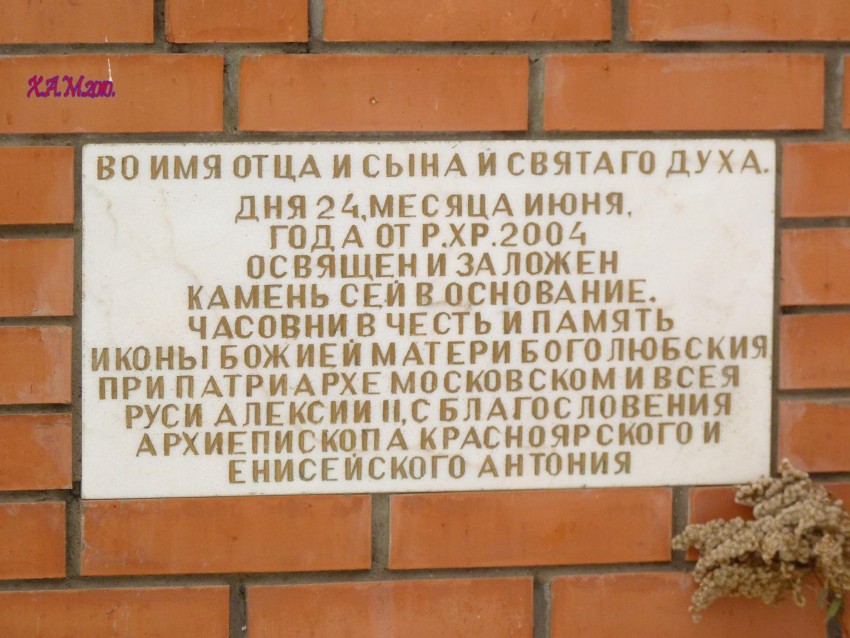 Х.А.М.2010г.
ВО ИМЯ ОТЦА И СЫНА И СВЯТАГО ДУХА.
ДНЯ 24, МЕСЯЦА ИЮНЯ,
ГОДА ОТ Р.ХР.2004
ОСВЯЩЕН И ЗАЛОЖЕН
КАМЕНЬ СЕЙ В ОСНОВАНИЕ.
ЧАСОВНИ В ЧЕСТЬ И ПАМЯТЬ
ИКОНЫ БОЖИЕЙ МАТЕРИ БОГОЛЮБСКИЯ
ПРИ ПАТРИАРХЕ МОСКОВСКОМ И ВСЕЯ
РУСИ АЛЕКСИИ II, С БЛАГОСЛОВЕНИЯ
АРХИЕПИСКОПА КРАСНОЯРСКОГО И
ЕНИСЕЙСКОГО АНТОНИЯ